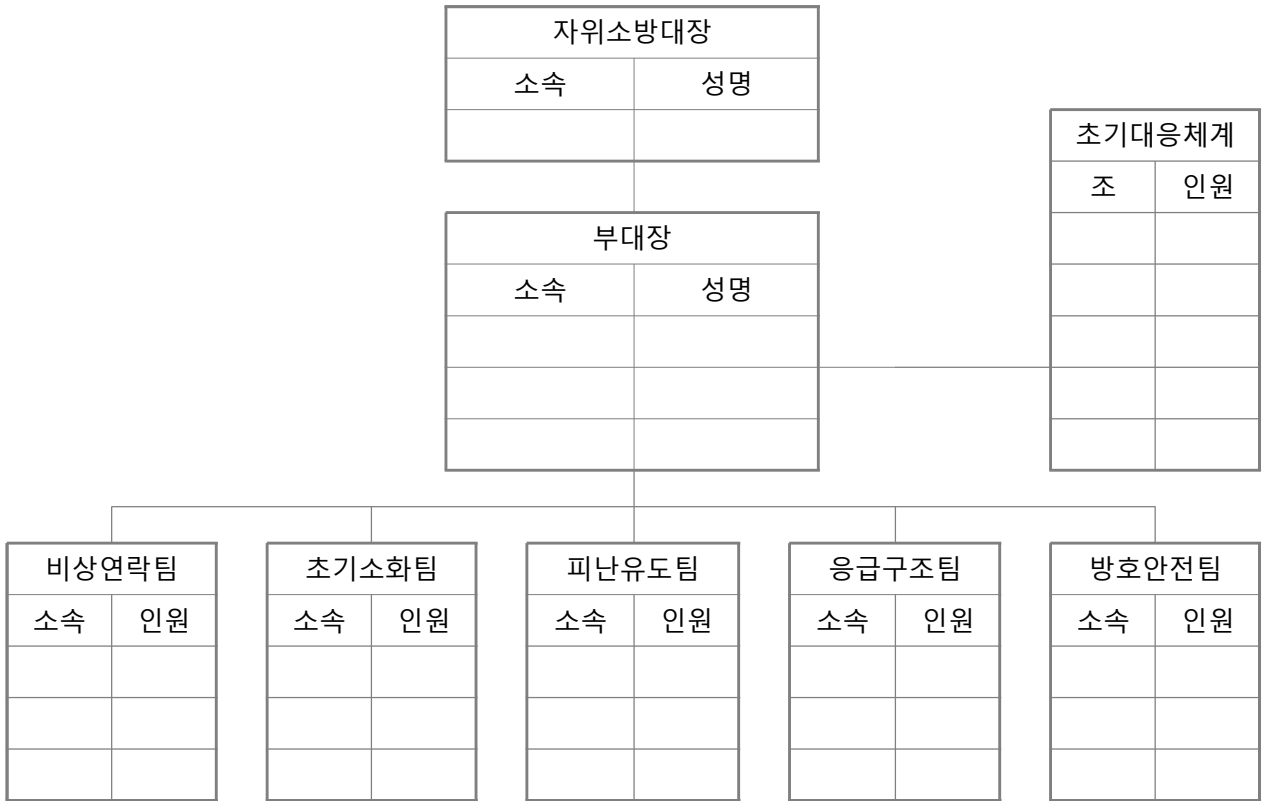 자위소방대장
소속 성명
초기대응체계
조 인원
부대장
소속 성명
비상연락팀 초기소화팀 피난유도팀 응급구조팀 방호안전팀
소속 인원 소속 인원 소속 인원 소속 인원 소속 인원